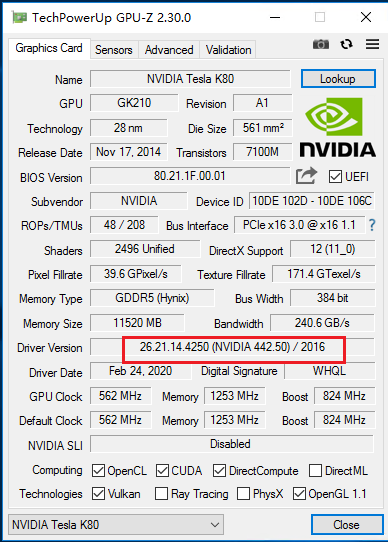 TechPowerUp GPU-Z 2.30.0
Graphics Card Sensors Advanced Validation
Name NVIDIA Tesla K80 Lookup
GPU GK210 Revision A1
Technology 28 nm Die Size 561 mm²
Release Date Nov 17, 2014 Transistors 7100M
NVIDIA
BIOS Version 80.21.1F.00.01 UEFI
Subvendor NVIDIA Device ID 10DE 102D - 10DE 106C
ROPs/TMUs 48 / 208 Bus Interface PCIe x16 3.0 @ x16 1.1 ?
Shaders 2496 Unified DirectX Support 12 (11_0)
Pixel Fillrate 39.6 GPixel/s Texture Fillrate 171.4 GTexel/s
Memory Type GDDR5 (Hynix) Bus Width 384 bit
Memory Size 11520 MB Bandwidth 240.6 GB/s
Driver Version 26.21.14.4250 (NVIDIA 442.50) / 2016
Driver Date Feb 24, 2020 Digital Signature WHQL
GPU Clock 562 MHz Memory 1253 MHz Boost 824 MHz
Default Clock 562 MHz Memory 1253 MHz Boost 824 MHz
NVIDIA SLI Disabled
Computing OpenCL CUDA DirectCompute DirectML
Technologies Vulkan Ray Tracing PhysX OpenGL 1.1
NVIDIA Tesla K80 Close